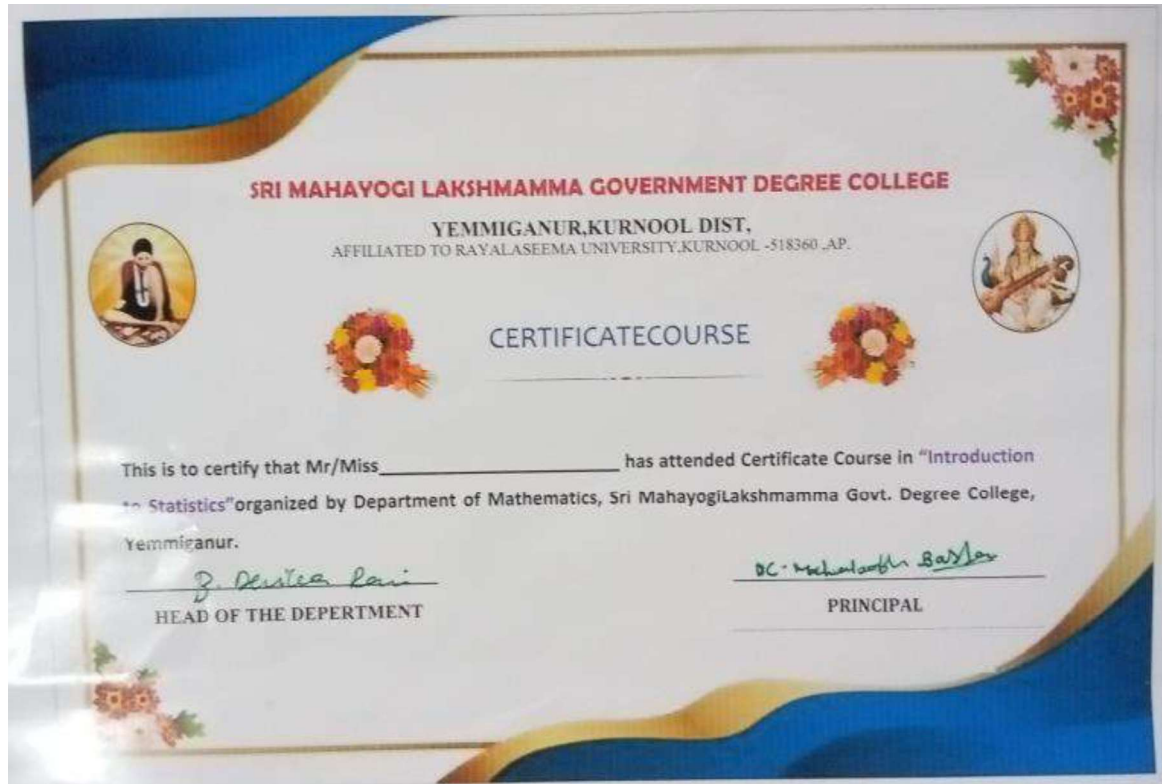 SRI MAHAYOGI LAKSHMAMMA GOVERNMENT DEGREE COLLEGE
YEMMIGANUR,KURNOOL DIST,
AFFILIATED TO RAYALASEEMA UNIVERSITY,KURNOOL -518360 .AP.
CERTIFICATECOURSE
This is to certify that Mr/Miss____________________ has attended Certificate Course in "Introduction
to Statistics"organized by Department of Mathematics, Sri MahayogiLakshmamma Govt. Degree College,
Yemmiganur.
HEAD OF THE DEPERTMENT
PRINCIPAL